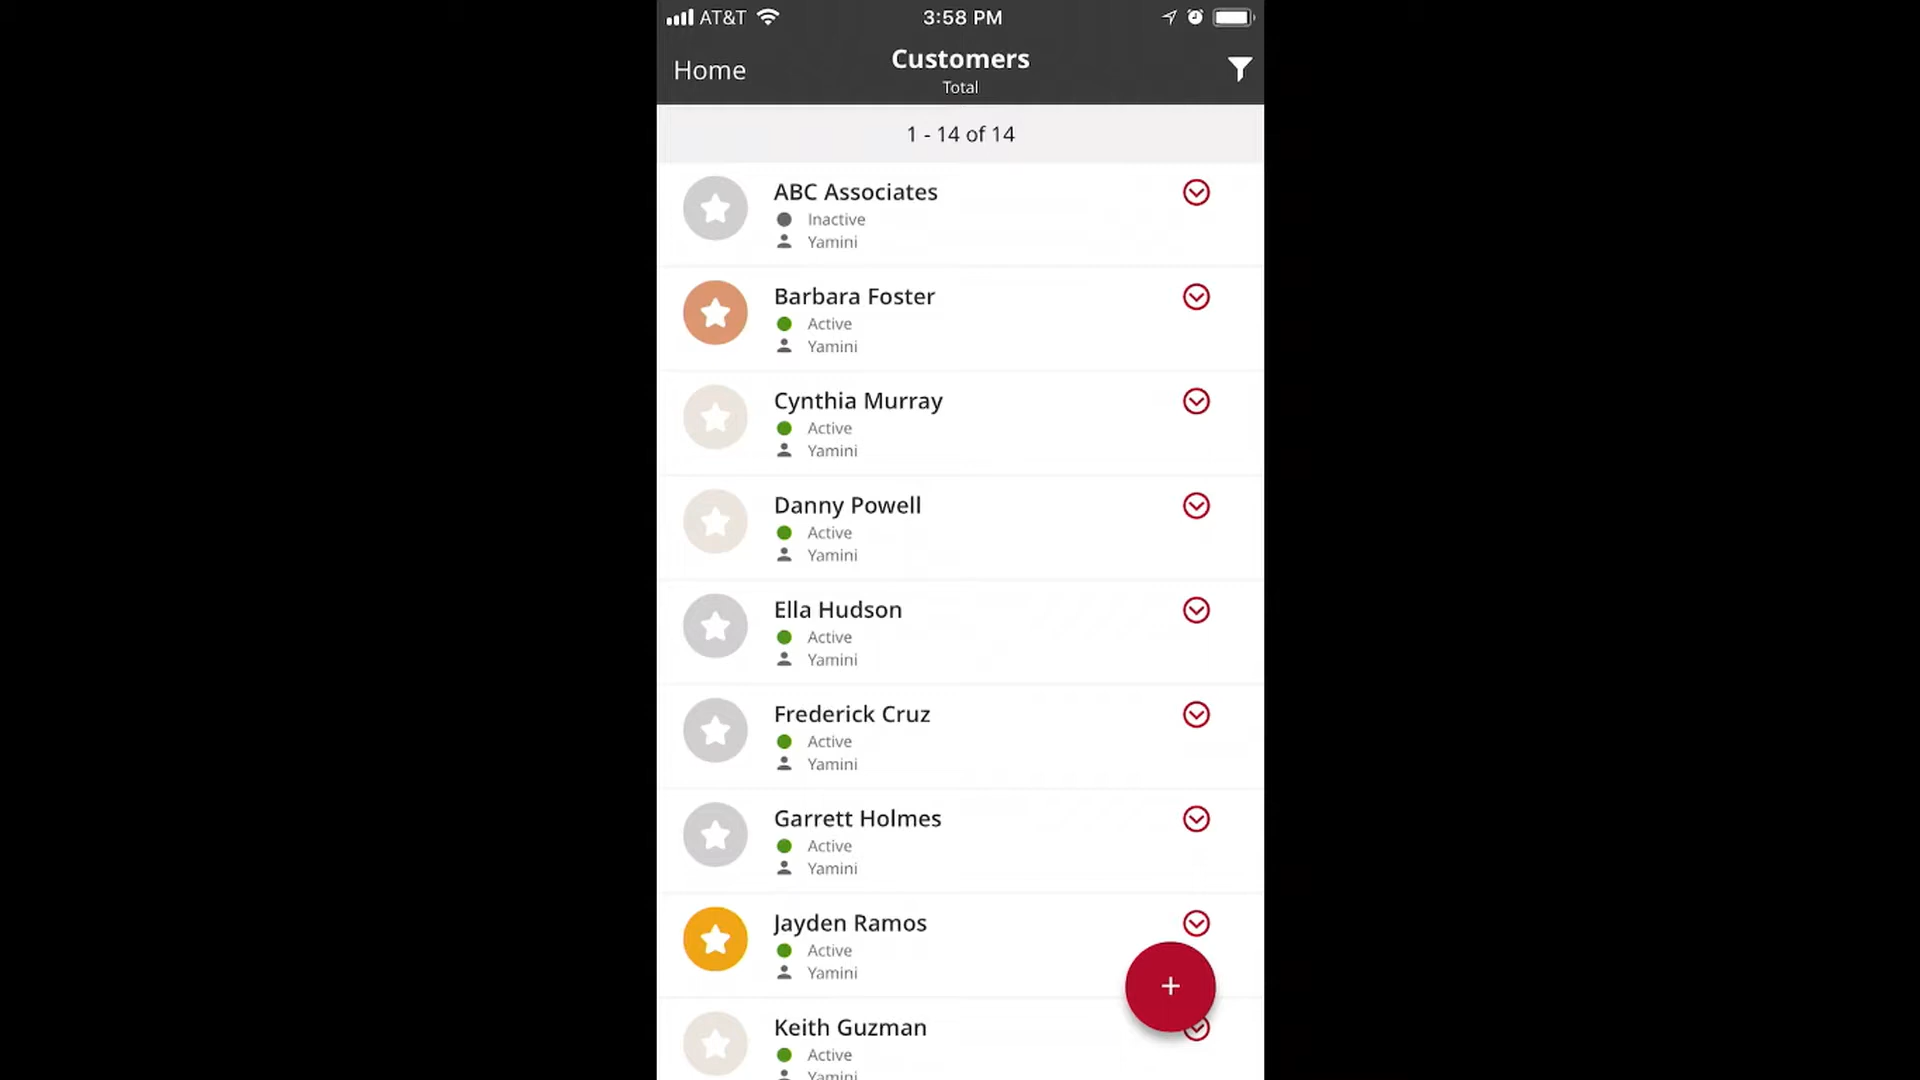 AT&T
3:58 PM
Home
Customers
Total
1 - 14 of 14
ABC Associates
Inactive
Yamini
Barbara Foster
Active
Yamini
Cynthia Murray
Active
Yamini
Danny Powell
Active
Yamini
Ella Hudson
Active
Yamini
Frederick Cruz
Active
Yamini
Garrett Holmes
Active
Yamini
Jayden Ramos
Active
Yamini
+
Keith Guzman
Active
Yamini